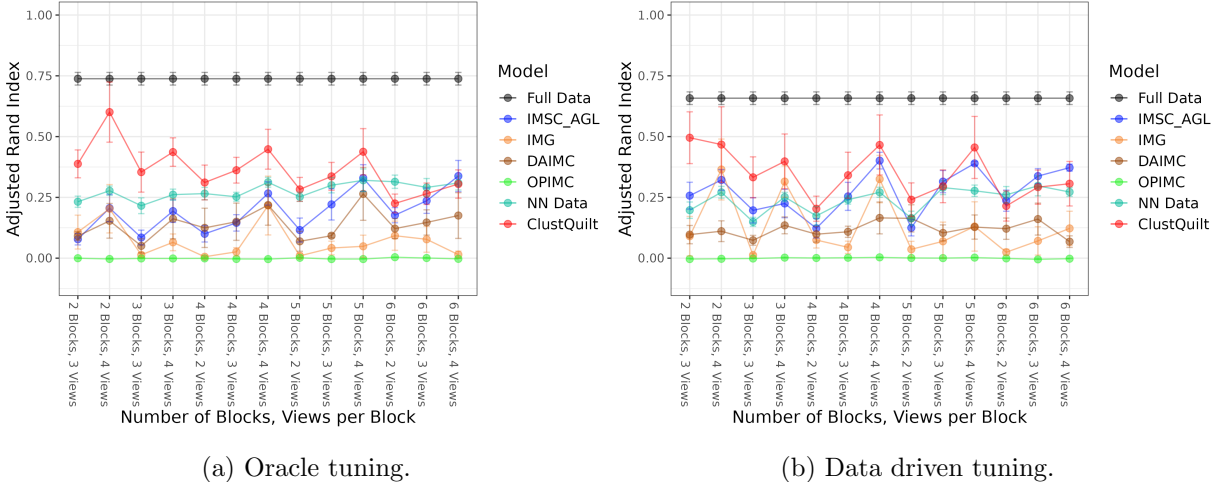 1.00
0.75
0.50
0.25
0.00
Adjusted Rand Index
2 Blocks, 3 Views
2 Blocks, 4 Views
3 Blocks, 3 Views
3 Blocks, 4 Views
4 Blocks, 2 Views
4 Blocks, 3 Views
4 Blocks, 4 Views
5 Blocks, 2 Views
5 Blocks, 3 Views
5 Blocks, 4 Views
6 Blocks, 2 Views
6 Blocks, 3 Views
6 Blocks, 4 Views
Number of Blocks, Views per Block
Model
Full Data
IMSC_AGL
IMG
DAIMC
OPIMC
NN Data
ClustQuilt
(a) Oracle tuning.
1.00
0.75
0.50
0.25
0.00
Adjusted Rand Index
2 Blocks, 3 Views
2 Blocks, 4 Views
3 Blocks, 3 Views
3 Blocks, 4 Views
4 Blocks, 2 Views
4 Blocks, 3 Views
4 Blocks, 4 Views
5 Blocks, 2 Views
5 Blocks, 3 Views
5 Blocks, 4 Views
6 Blocks, 2 Views
6 Blocks, 3 Views
6 Blocks, 4 Views
Number of Blocks, Views per Block
Model
Full Data
IMSC_AGL
IMG
DAIMC
OPIMC
NN Data
ClustQuilt
(b) Data driven tuning.